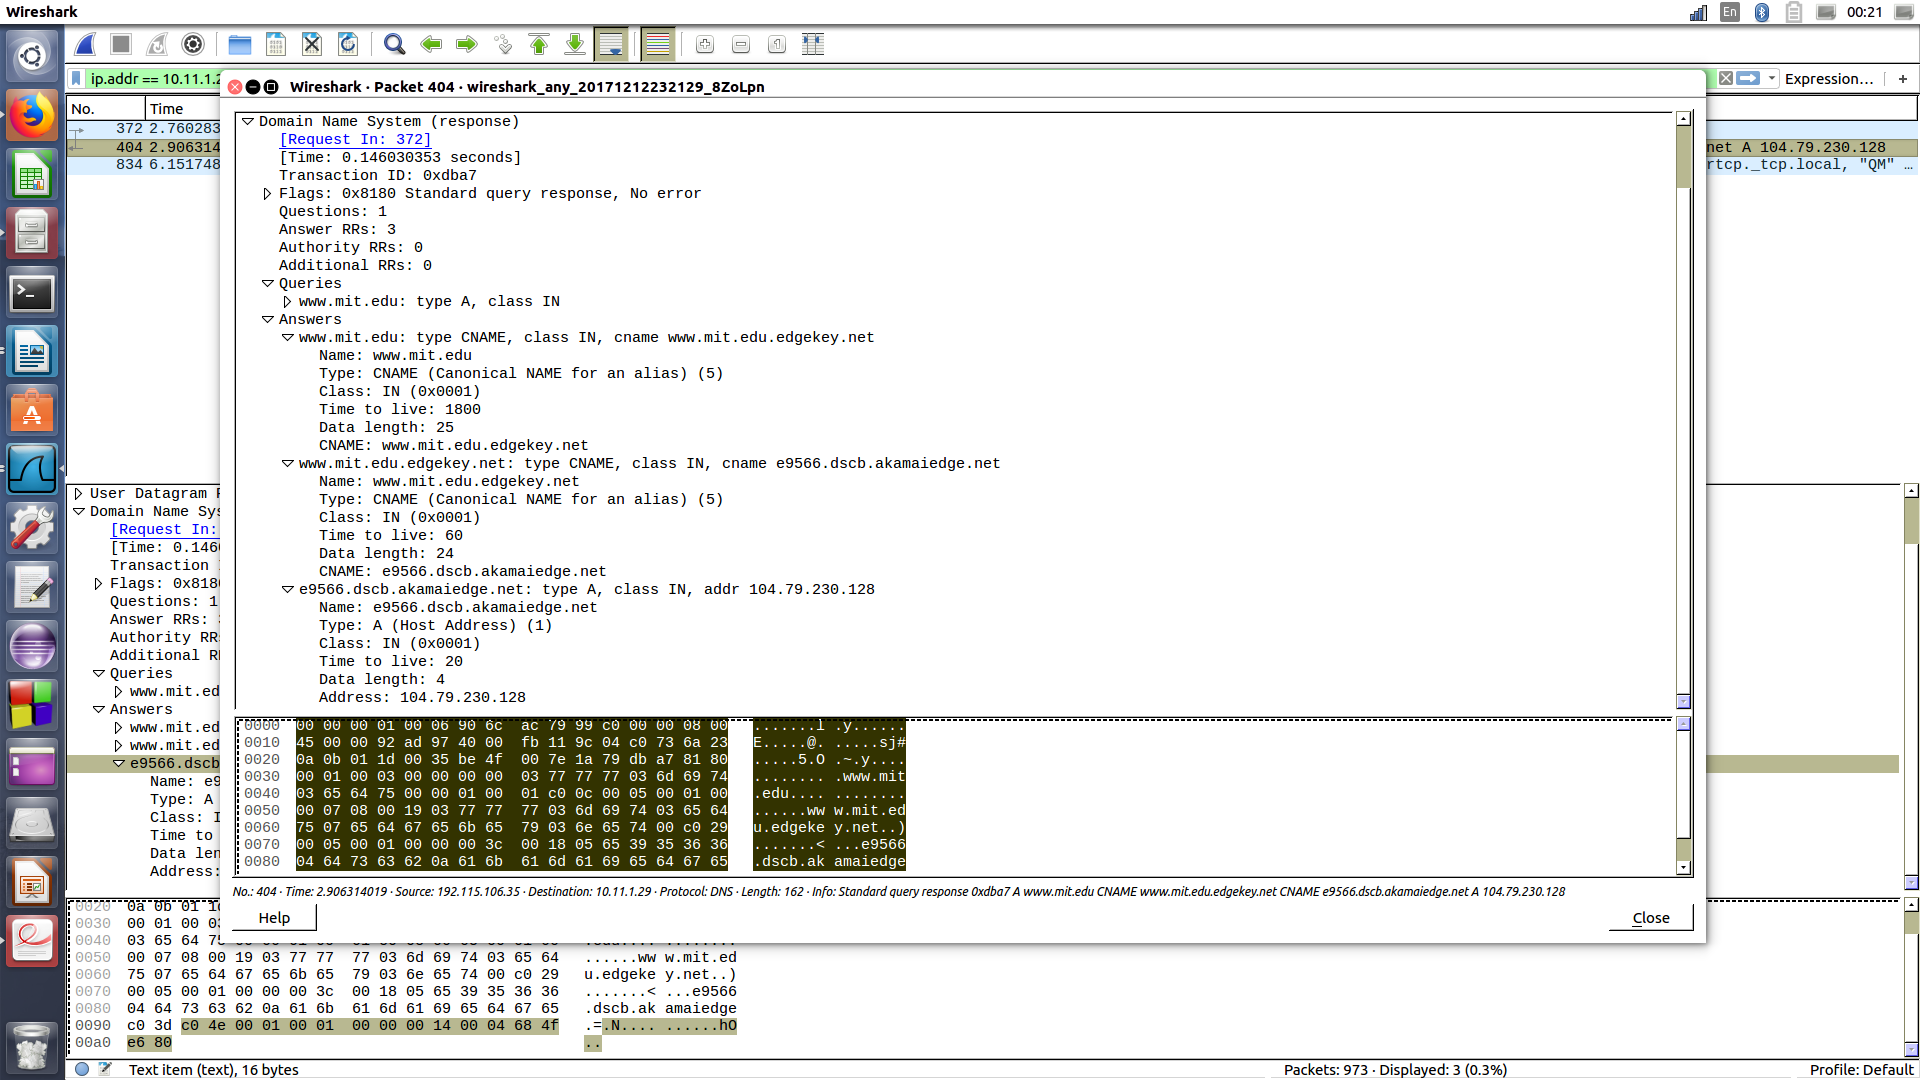 Wireshark
En
00:21
ip.addr == 10.11.1.2
Expression…
+
Wireshark · Packet 404 · wireshark_any_20171212232129_8ZoLpn
No. Time
372 2.760283
404 2.906314
net A 104.79.230.128
834 6.151748
rtcp._tcp.local, "QM" …
Domain Name System (response)
[Request In: 372]
[Time: 0.146030353 seconds]
Transaction ID: 0xdba7
Flags: 0x8180 Standard query response, No error
Questions: 1
Answer RRs: 3
Authority RRs: 0
Additional RRs: 0
Queries
www.mit.edu: type A, class IN
Answers
www.mit.edu: type CNAME, class IN, cname www.mit.edu.edgekey.net
Name: www.mit.edu
Type: CNAME (Canonical NAME for an alias) (5)
Class: IN (0x0001)
Time to live: 1800
Data length: 25
CNAME: www.mit.edu.edgekey.net
www.mit.edu.edgekey.net: type CNAME, class IN, cname e9566.dscb.akamaiedge.net
Name: www.mit.edu.edgekey.net
Type: CNAME (Canonical NAME for an alias) (5)
Class: IN (0x0001)
Time to live: 60
Data length: 24
CNAME: e9566.dscb.akamaiedge.net
e9566.dscb.akamaiedge.net: type A, class IN, addr 104.79.230.128
Name: e9566.dscb.akamaiedge.net
Type: A (Host Address) (1)
Class: IN (0x0001)
Time to live: 20
Data length: 4
Address: 104.79.230.128
0000 00 00 00 01 00 06 90 6c ac 79 99 c0 00 00 08 00 .......l .y......
0010 45 00 00 92 ad 97 40 00 fb 11 9c 04 c0 73 6a 23 E.....@. .....sj#
0020 0a 0b 01 1d 00 35 be 4f 00 7e 1a 79 db a7 81 80 .....5.O .~.y....
0030 00 01 00 03 00 00 00 00 03 77 77 77 03 6d 69 74 ........ .www.mit
0040 03 65 64 75 00 00 01 00 01 c0 0c 00 05 00 01 00 .edu.... ........
0050 00 07 08 00 19 03 77 77 77 03 6d 69 74 03 65 64 ......ww w.mit.ed
0060 75 07 65 64 67 65 6b 65 79 03 6e 65 74 00 c0 29 u.edgeke y.net..)
0070 00 05 00 01 00 00 00 3c 00 18 05 65 39 35 36 36 .......< ...e9566
0080 04 64 73 63 62 0a 61 6b 61 6d 61 69 65 64 67 65 .dscb.ak amaiedge
No.: 404 · Time: 2.906314019 · Source: 192.115.106.35 · Destination: 10.11.1.29 · Protocol: DNS · Length: 162 · Info: Standard query response 0xdba7 A www.mit.edu CNAME www.mit.edu.edgekey.net CNAME e9566.dscb.akamaiedge.net A 104.79.230.128
Help
Close
User Datagram
Domain Name Sys
[Request In:
[Time: 0.146
Transaction
Flags: 0x818
Questions: 1
Answer RRs:
Authority RR
Additional R
Queries
www.mit.ed
Answers
www.mit.ed
www.mit.ed
e9566.dscb
Name: e9
Type: A
Class: I
Time to
Data len
Address:
0020 0a 0b 01 1d
0030 00 01 00 03
0040 03 65 64 75
0050 00 07 08 00 19 03 77 77 77 03 6d 69 74 03 65 64 ......ww w.mit.ed
0060 75 07 65 64 67 65 6b 65 79 03 6e 65 74 00 c0 29 u.edgeke y.net..)
0070 00 05 00 01 00 00 00 3c 00 18 05 65 39 35 36 36 .......< ...e9566
0080 04 64 73 63 62 0a 61 6b 61 6d 61 69 65 64 67 65 .dscb.ak amaiedge
0090 c0 3d c0 4e 00 01 00 01 00 00 00 14 00 04 68 4f .=.N.... ......hO
00a0 e6 80 ..
Text item (text), 16 bytes
Packets: 973 · Displayed: 3 (0.3%)
Profile: Default